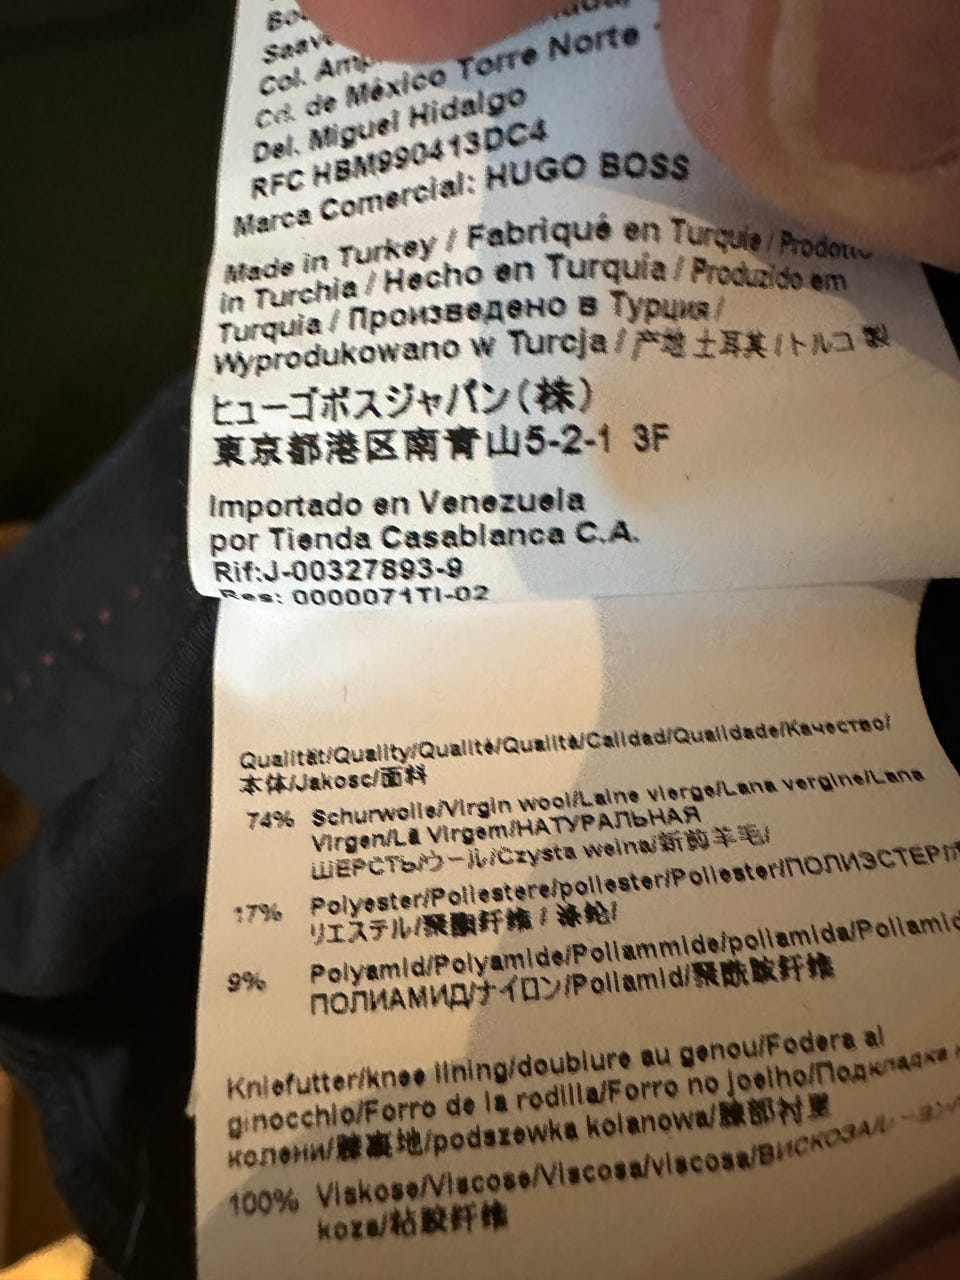 Col.
Cd. de México Torre Norte
Del. Miguel Hidalgo
RFC HBM990413DC4
Marca Comercial: HUGO BOSS
Made in Turkey / Fabriqué en Turquie / Prodotto
in Turchia / Hecho en Turquia / Produzido em
Turquia / Произведено в Турция /
Wyprodukowano w Turcja / 产地 土耳其 / トルコ 製
ヒューゴボスジャパン(株)
東京都港区南青山5-2-1 3F
Importado en Venezuela
por Tienda Casablanca C.A.
Rif:J-00327893-9
Res: 0000071TI-02
Qualität/Quality/Qualité/Qualità/Calidad/Qualidade/Качество/
本体/Jakosc/面料
74% Schurwolle/Virgin wool/Laine vierge/Lana vergine/Lana
Virgen/Lã Virgem/НАТУРАЛЬНАЯ
ШЕРСТЬ/ウール/Czysta welna/新剪羊毛/
17% Polyester/Poliestere/poliester/Poliester/ПОЛИЭСТЕР/ポ
リエステル/聚酯纤维 / 涤纶/
9% Polyamid/Polyamide/Poliammide/poliamida/Poliamid
ПОЛИАМИД/ナイロン/Poliamid/聚酰胺纤维
Kniefutter/knee lining/doublure au genou/Fodera al
ginocchio/Forro de la rodilla/Forro no joelho/Подкладка
колени/膝裏地/podszewka kolanowa/膝部衬里
100% Viskose/Viscose/Viscosa/viscosa/ВИСКОЗА/レーヨン/
koza/粘胶纤维